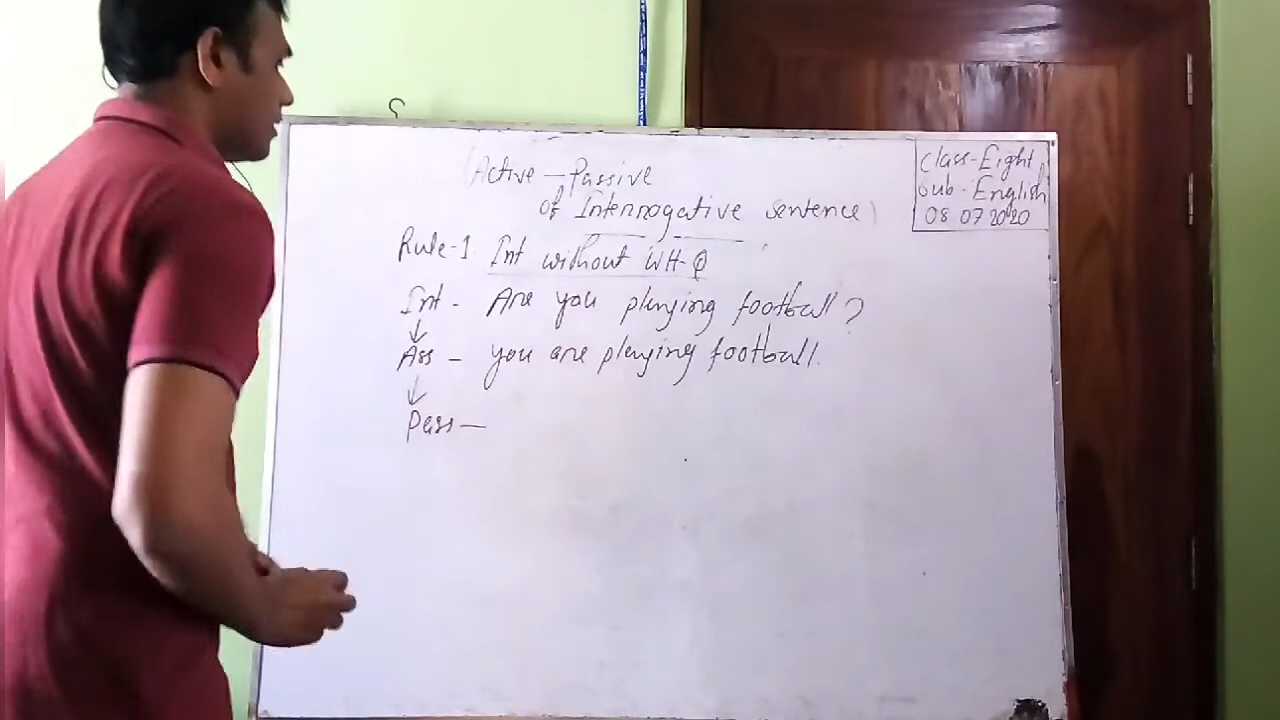 (Active - Passive
of Interrogative sentence)
Class-Eight
Sub - English
08 07 2020
Rule-1. Int without WH-Q
Int - Are you playing football?
↓
Ass - you are playing football.
↓
Pass -